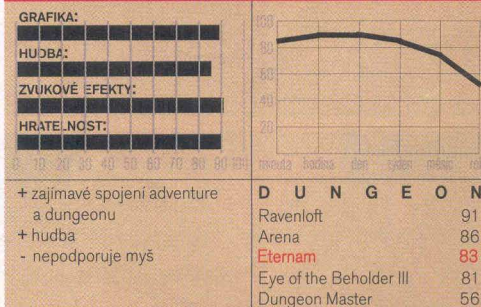 GRAFIKA:
HUDBA:
ZVUKOVÉ EFEKTY:
HRATELNOST:
0 10 20 30 40 50 60 70 80 90 100
100
80
60
40
20
minuta hodina den týden měsíc rok
+ zajímavé spojení adventure
a dungeonu
+ hudba
- nepodporuje myš
D U N G E O N
Ravenloft 91
Arena 86
Eternam 83
Eye of the Beholder III 81
Dungeon Master 56